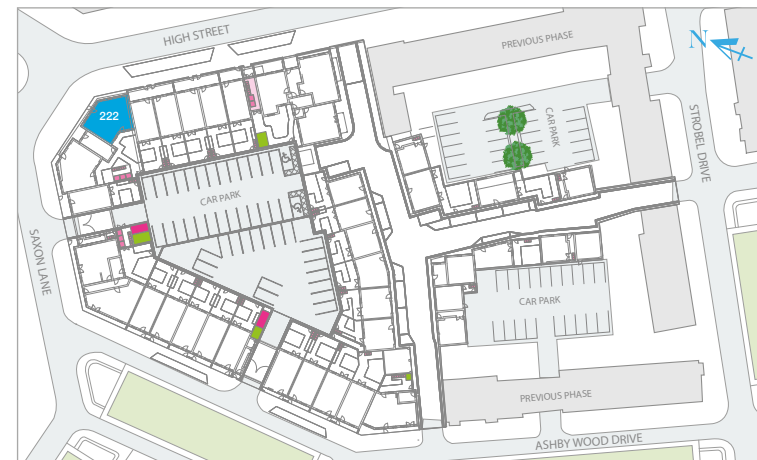 HIGH STREET
PREVIOUS PHASE
N
222
CAR PARK
STROBEL DRIVE
CAR PARK
SAXON LANE
CAR PARK
PREVIOUS PHASE
ASHBY WOOD DRIVE